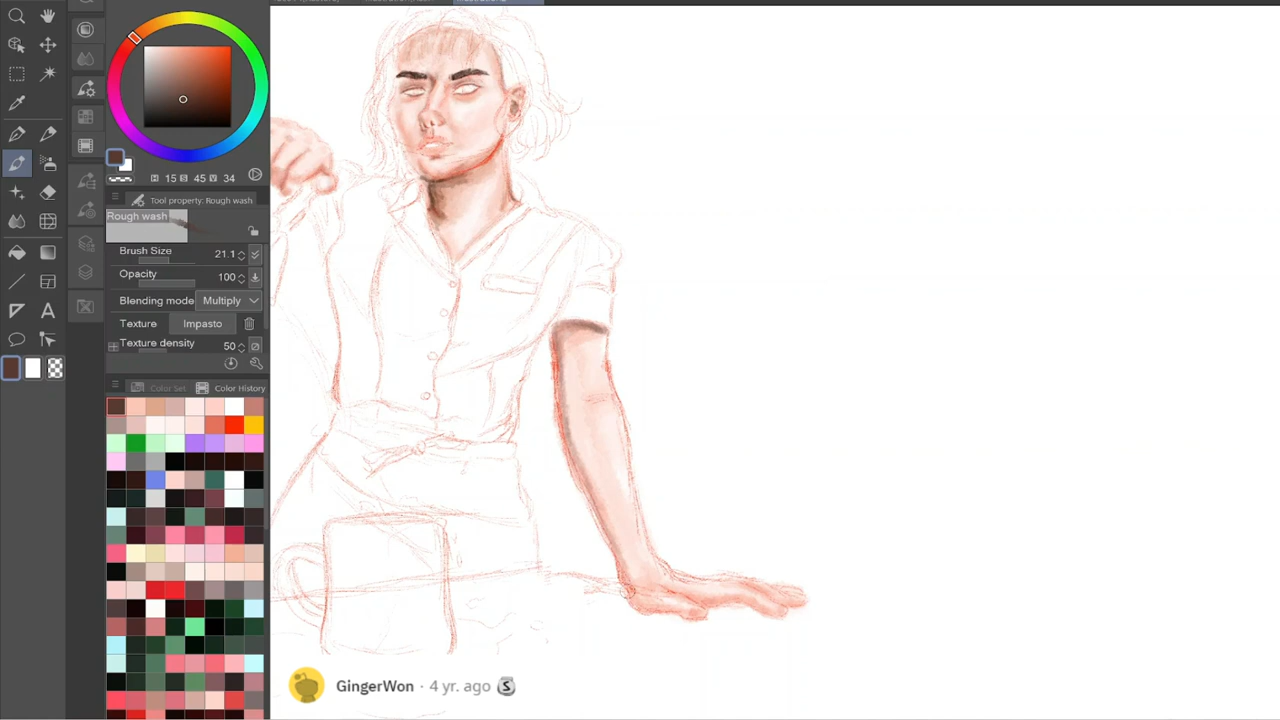 H 15 S 45 V 34
Tool property: Rough wash
Rough wash
Brush Size 21.1
Opacity 100
Blending mode Multiply
Texture Impasto
Texture density 50
Color Set Color History
GingerWon · 4 yr. ago